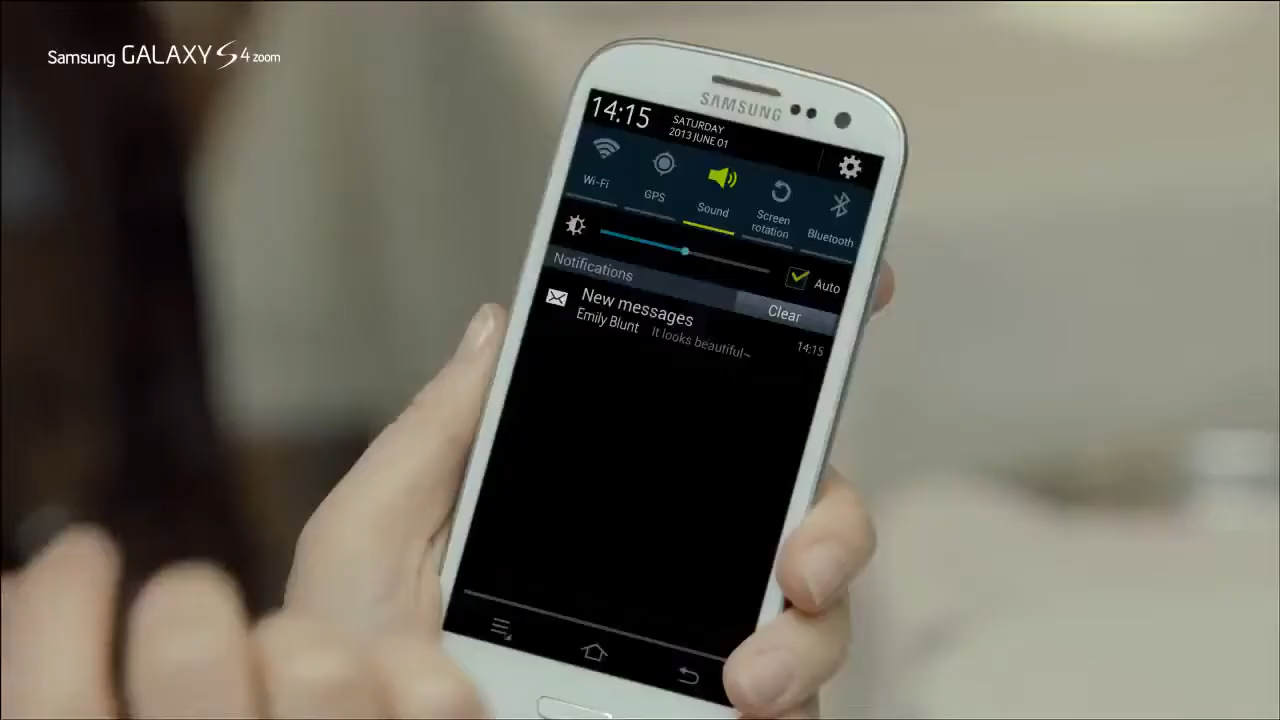 Samsung GALAXY S4 zoom
SAMSUNG
14:15
SATURDAY
2013 JUNE 01
Wi-Fi
GPS
Sound
Screen
rotation
Bluetooth
Auto
Notifications
Clear
New messages
Emily Blunt It looks beautiful~
14:15